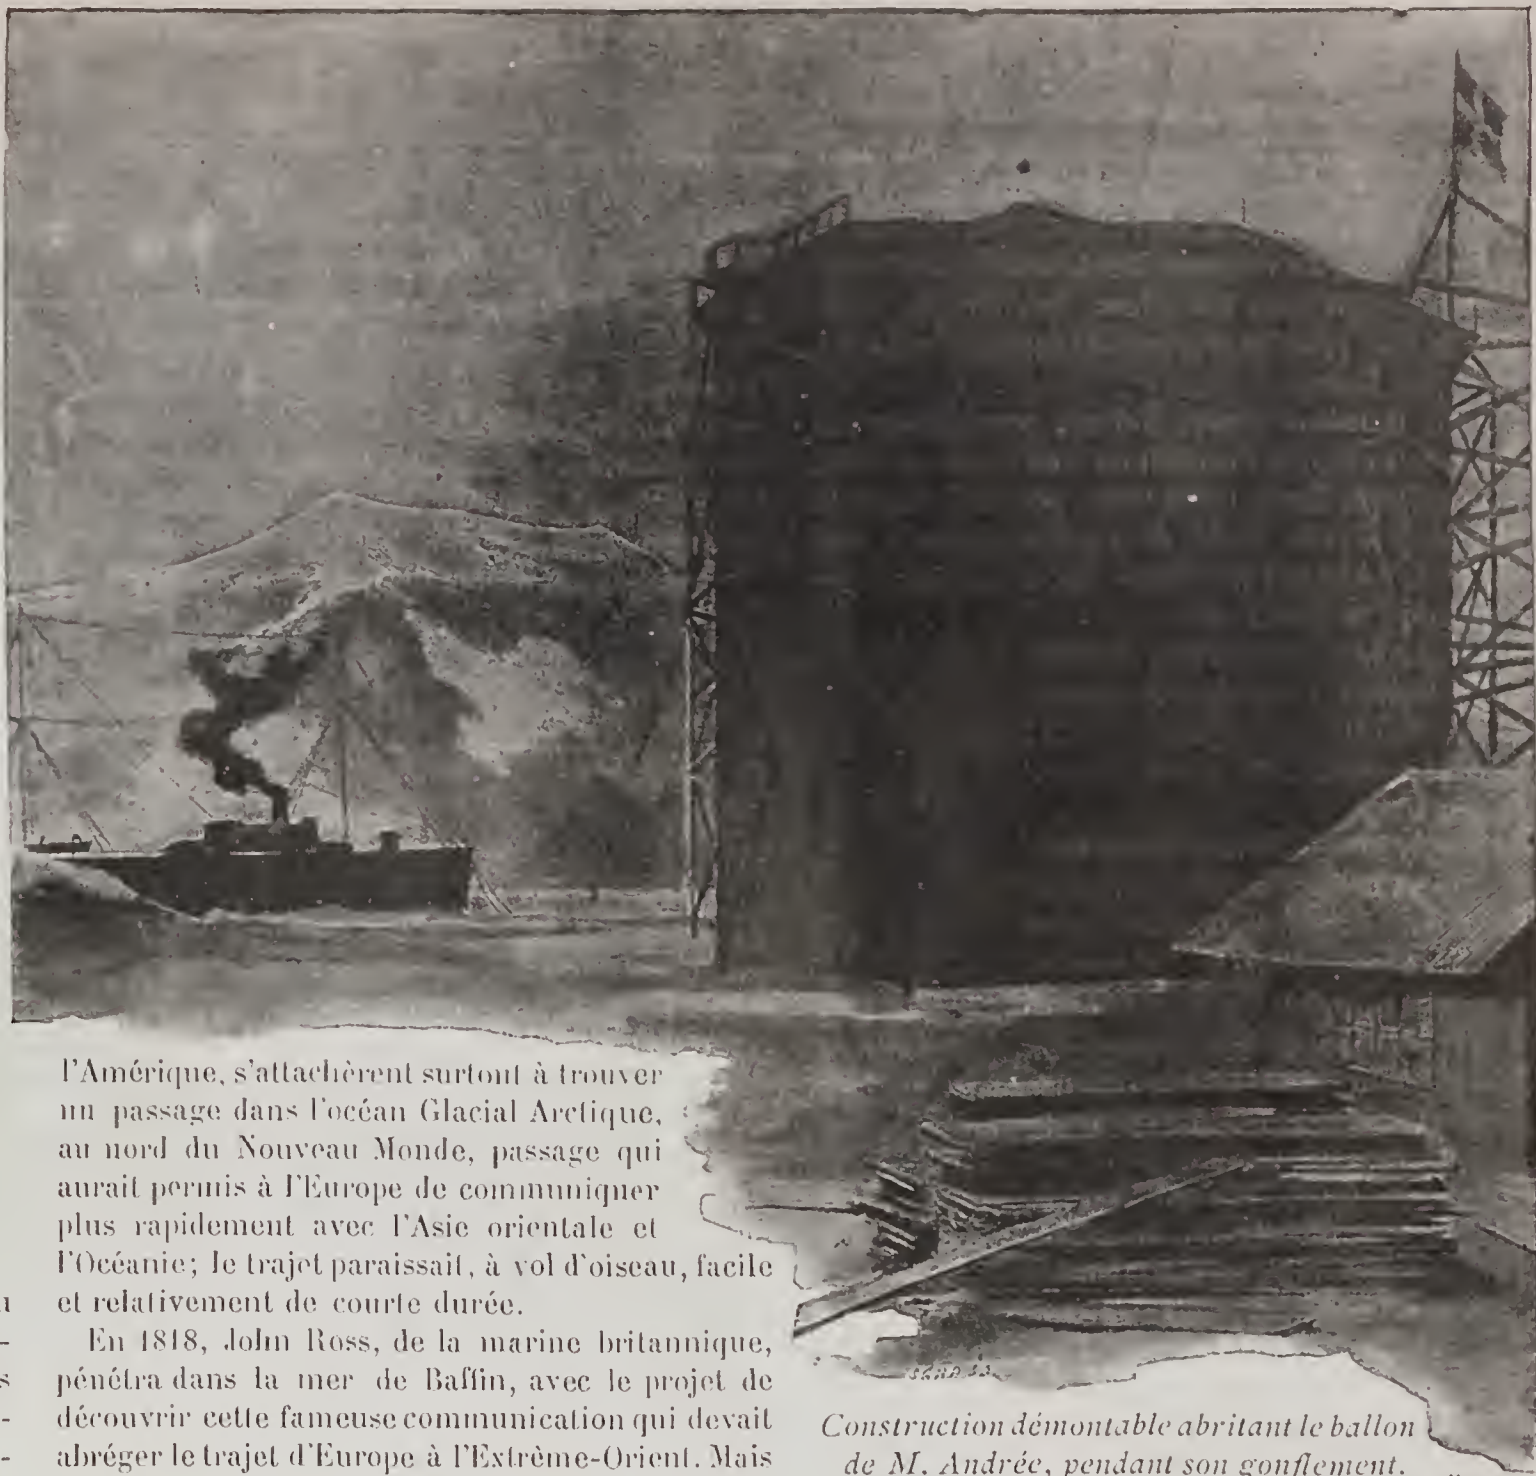 l'Amérique, s'attachèrent surtout à trouver
un passage dans l'océan Glacial Arctique,
au nord du Nouveau Monde, passage qui
aurait permis à l'Europe de communiquer
plus rapidement avec l'Asie orientale et
l'Océanie; le trajet paraissait, à vol d'oiseau, facile
et relativement de courte durée.
En 1818, John Ross, de la marine britannique,
pénétra dans la mer de Baffin, avec le projet de
découvrir cette fameuse communication qui devait
abréger le trajet d'Europe à l'Extrême-Orient. Mais
Construction démontable abritant le ballon
de M. Andrée, pendant son gonflement.